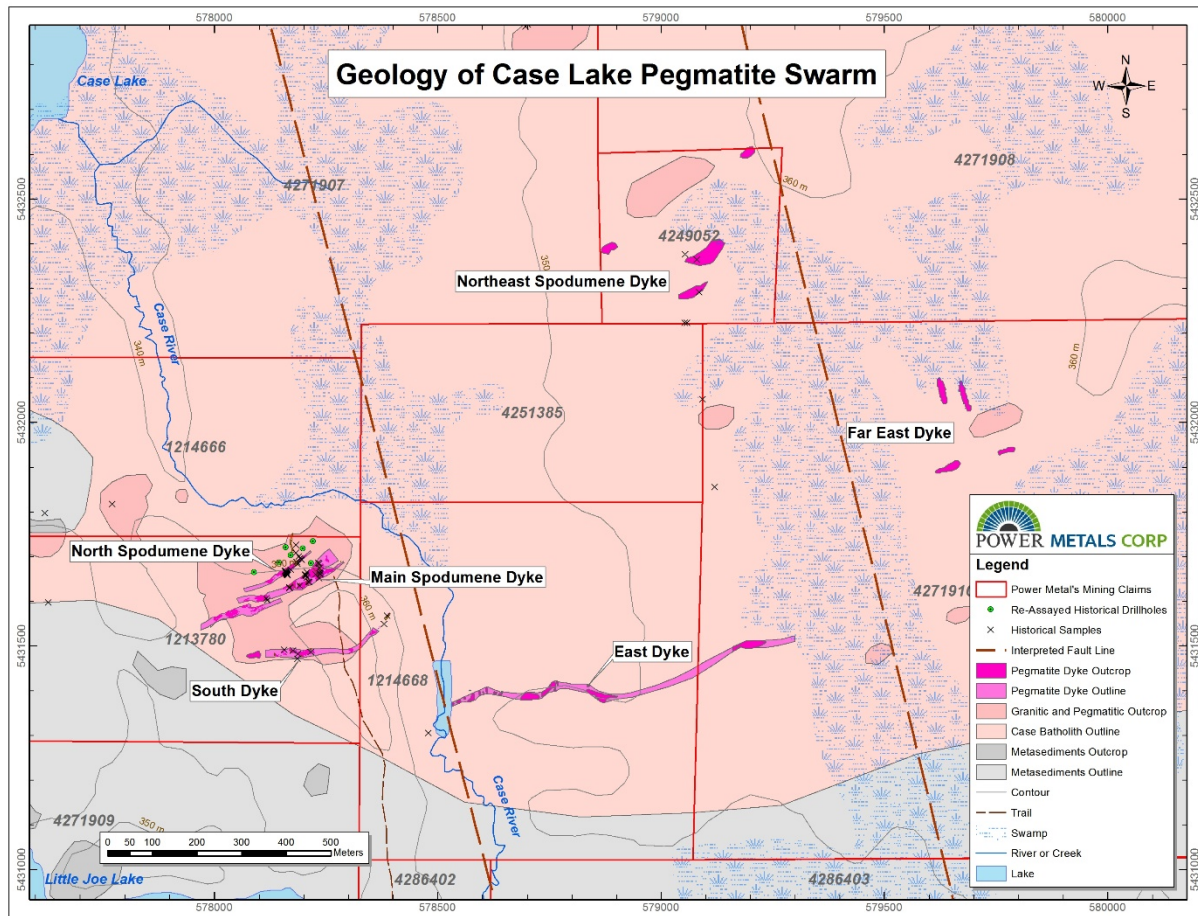 578000 578500 579000 579500 580000
Geology of Case Lake Pegmatite Swarm
N
W E
S
Case Lake
4271907
4271908
360 m
5432500
5432500
4249052
350 m
Northeast Spodumene Dyke
Case River
340 m
360 m
5432000
5432000
4251385
1214666
Far East Dyke
North Spodumene Dyke
Main Spodumene Dyke
360 m
1213780
5431500
5431500
South Dyke
1214668
East Dyke
4271910
Case River
4271909
350 m
0 50 100 200 300 400 500
Meters
Little Joe Lake
4286402
4286403
5431000
5431000
POWER METALS CORP
Legend
Power Metal's Mining Claims
Re-Assayed Historical Drillholes
Historical Samples
Interpreted Fault Line
Pegmatite Dyke Outcrop
Pegmatite Dyke Outline
Granitic and Pegmatitic Outcrop
Case Batholith Outline
Metasediments Outcrop
Metasediments Outline
Contour
Trail
Swamp
River or Creek
Lake
578000 578500 579000 579500 580000